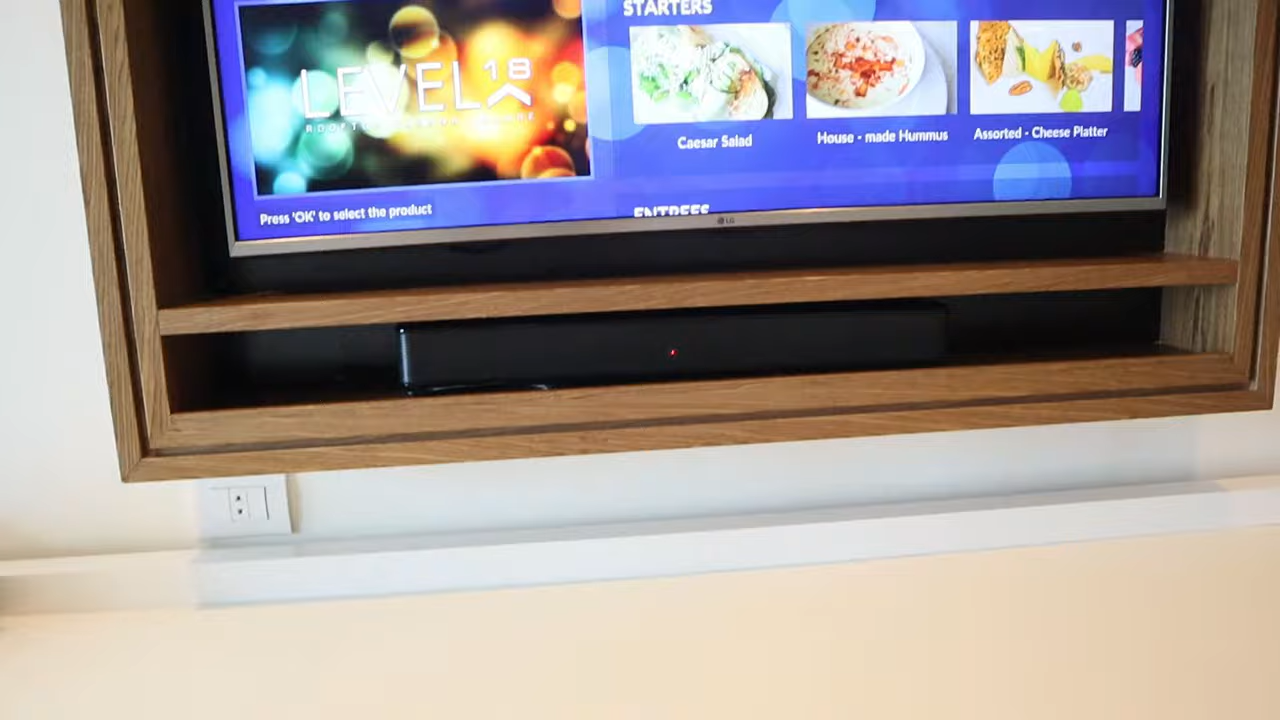 LEVEL 18
STARTERS
Caesar Salad
House - made Hummus
Assorted - Cheese Platter
Press 'OK' to select the product
ENTREES
LG